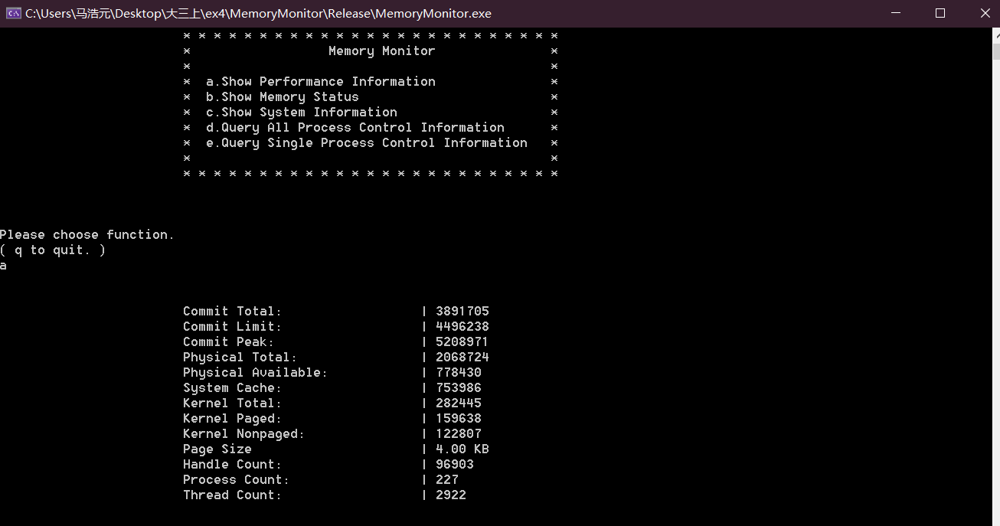 C:\Users\马浩元\Desktop\大三上\ex4\MemoryMonitor\Release\MemoryMonitor.exe
* * * * * * * * * * * * * * * * * * * * * * * * *
* Memory Monitor *
* *
* a.Show Performance Information *
* b.Show Memory Status *
* c.Show System Information *
* d.Query All Process Control Information *
* e.Query Single Process Control Information *
* *
* * * * * * * * * * * * * * * * * * * * * * * * *
Please choose function.
( q to quit. )
a
Commit Total: | 3891705
Commit Limit: | 4496238
Commit Peak: | 5208971
Physical Total: | 2068724
Physical Available: | 778430
System Cache: | 753986
Kernel Total: | 282445
Kernel Paged: | 159638
Kernel Nonpaged: | 122807
Page Size | 4.00 KB
Handle Count: | 96903
Process Count: | 227
Thread Count: | 2922